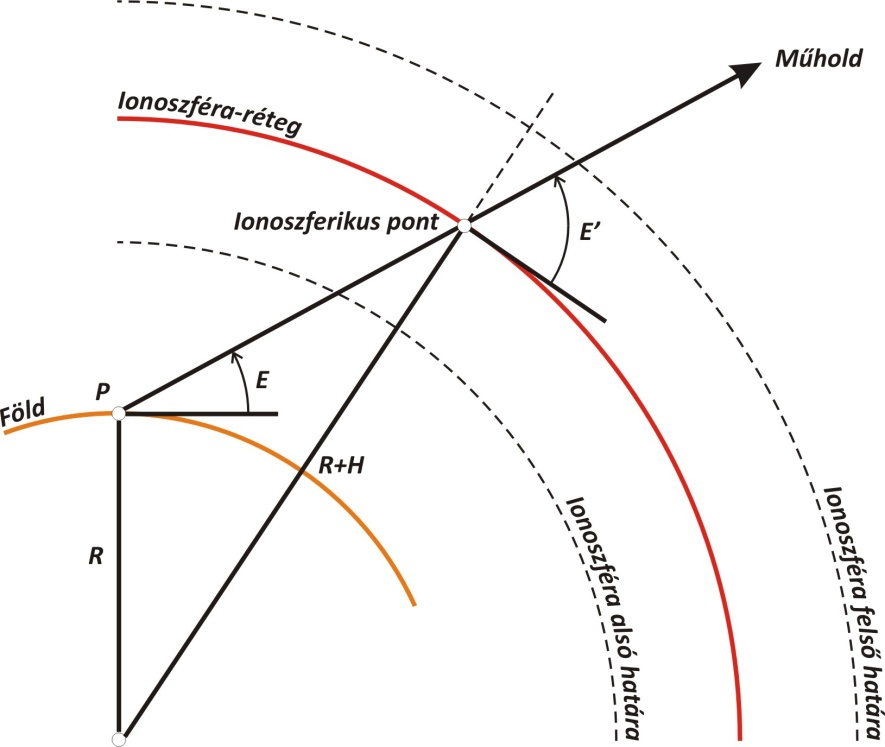 Műhold
Ionoszféra-réteg
Ionoszferikus pont
E’
E
P
Föld
R+H
R
Ionoszféra alsó határa
Ionoszféra felső határa